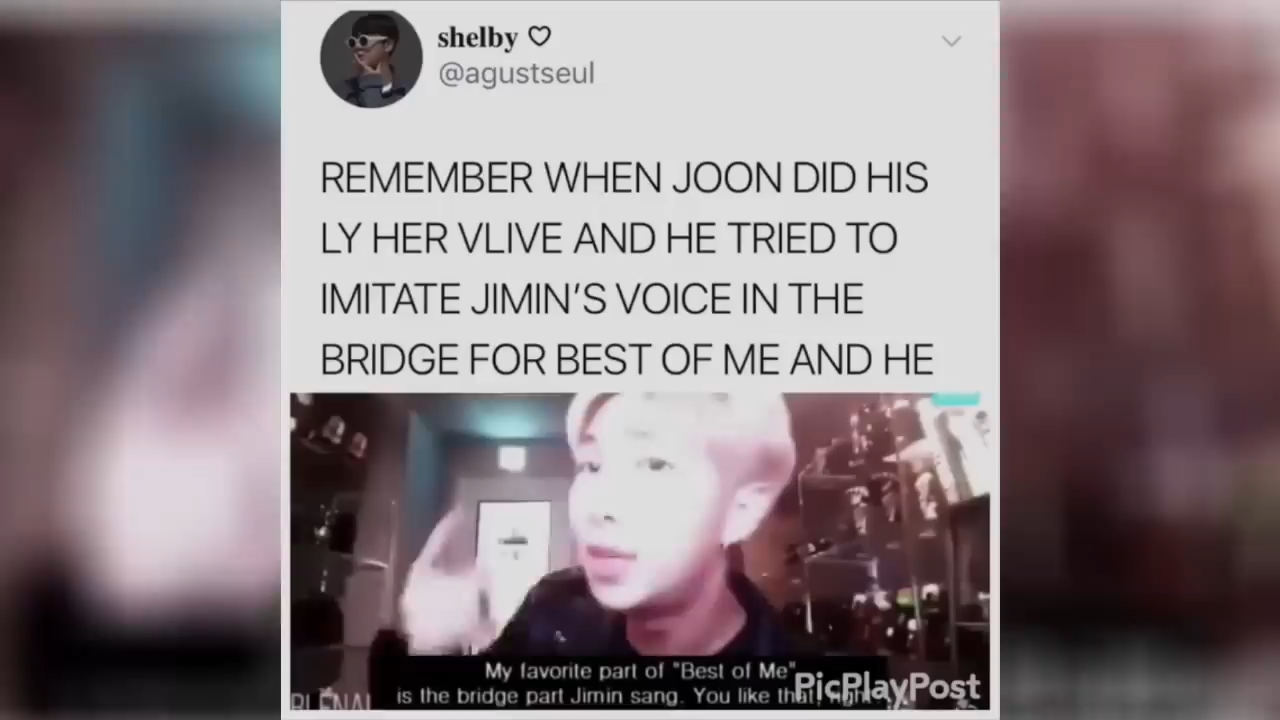 shelby ♡
@agustseul
REMEMBER WHEN JOON DID HIS
LY HER VLIVE AND HE TRIED TO
IMITATE JIMIN'S VOICE IN THE
BRIDGE FOR BEST OF ME AND HE
My favorite part of "Best of Me"
is the bridge part Jimin sang. You like that,
PicPlayPost